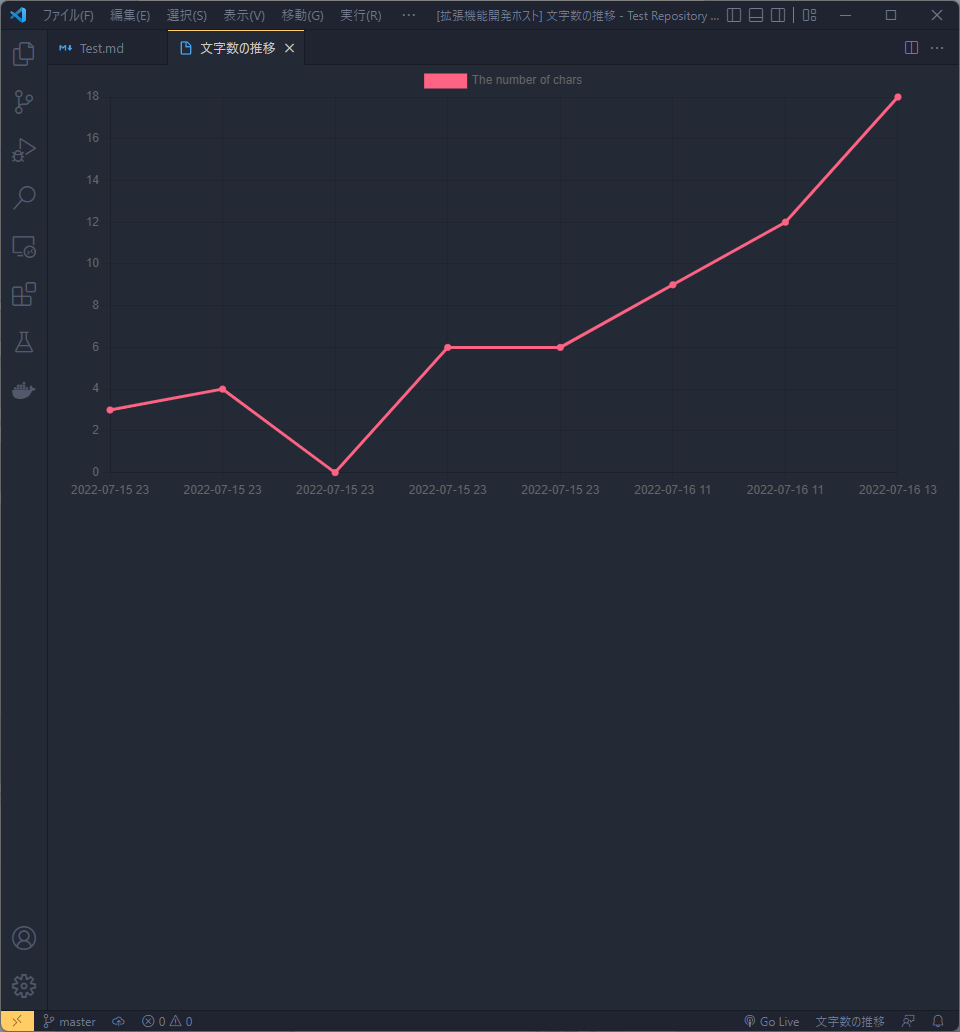 ファイル(F) 編集(E) 選択(S) 表示(V) 移動(G) 実行(R) ··· [拡張機能開発ホスト] 文字数の推移 - Test Repository ...
Test.md 文字数の推移
The number of chars
18
16
14
12
10
8
6
4
2
0
2022-07-15 23 2022-07-15 23 2022-07-15 23 2022-07-15 23 2022-07-15 23 2022-07-16 11 2022-07-16 11 2022-07-16 13
master 0 0 Go Live 文字数の推移